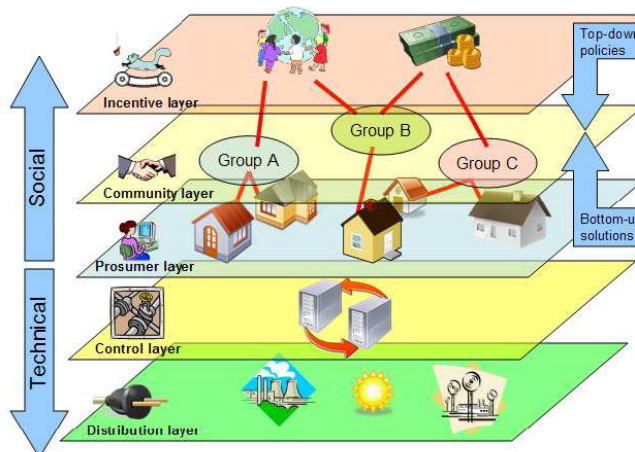 Top-down
policies
Incentive layer
Group B
Group A
Group C
Community layer
Social
Bottom-u
solutions
Prosumer layer
Control layer
Technical
Distribution layer